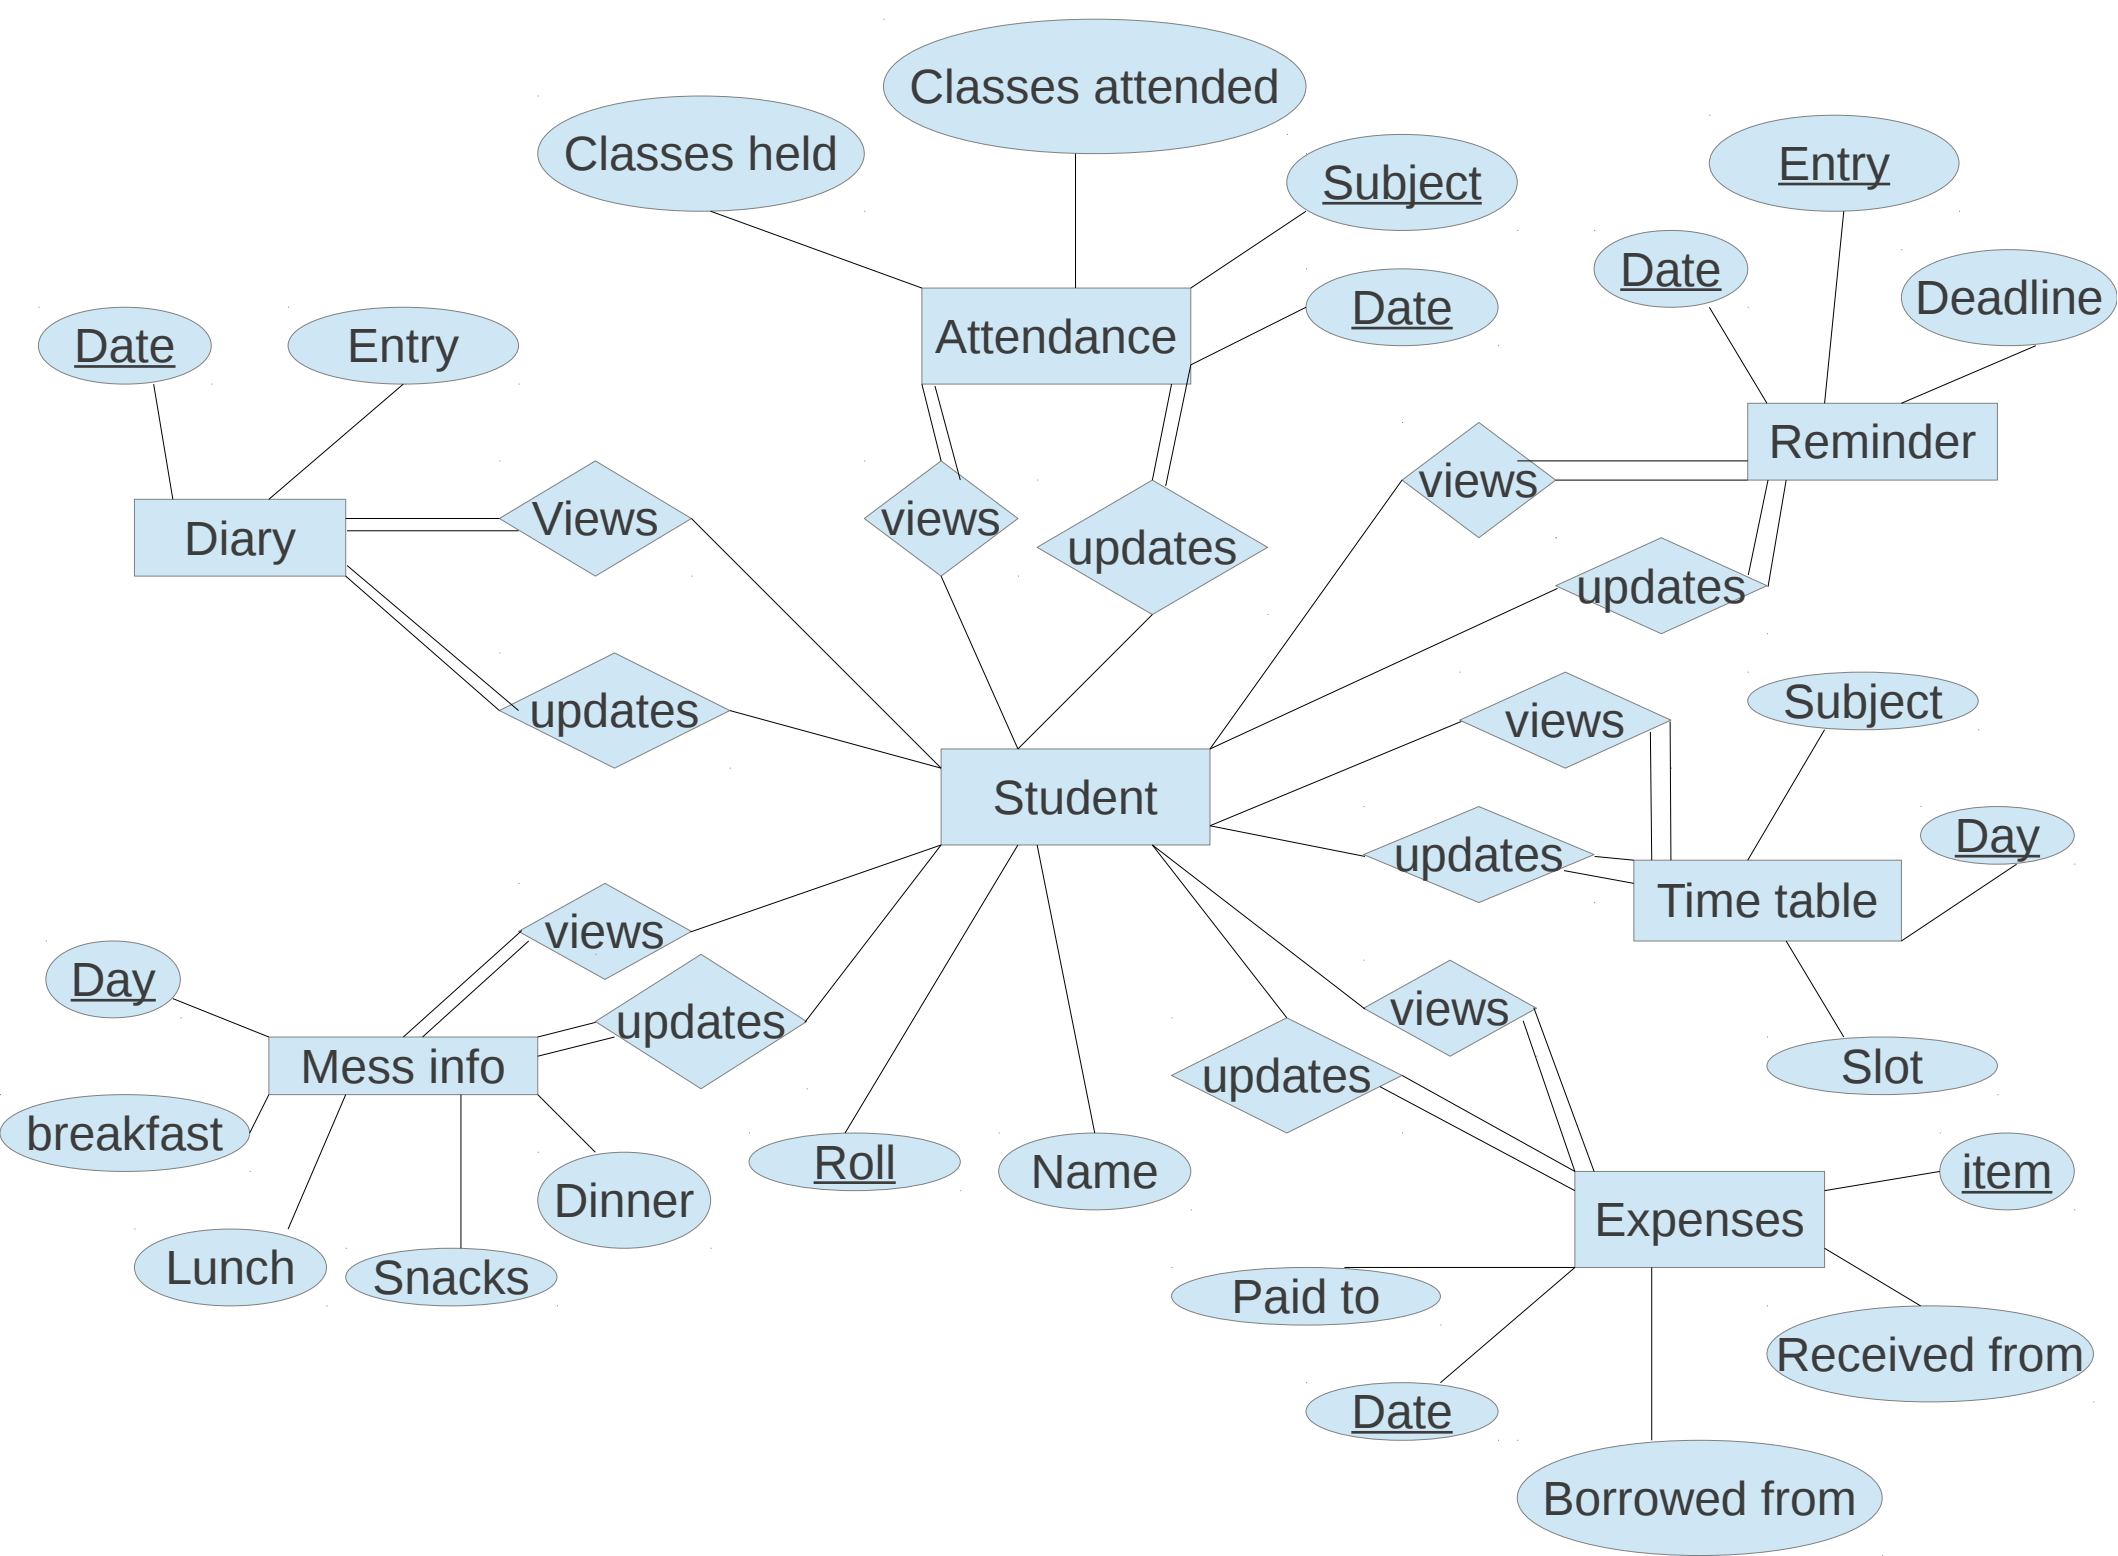 Classes attended
Classes held
Subject
Entry
Date
Deadline
Date
Attendance
Date
Entry
Reminder
views
Views
views
Diary
updates
updates
updates
views
Subject
Student
Day
updates
Time table
views
Day
views
updates
Mess info
updates
Slot
breakfast
Roll
Name
item
Dinner
Expenses
Lunch
Snacks
Paid to
Received from
Date
Borrowed from